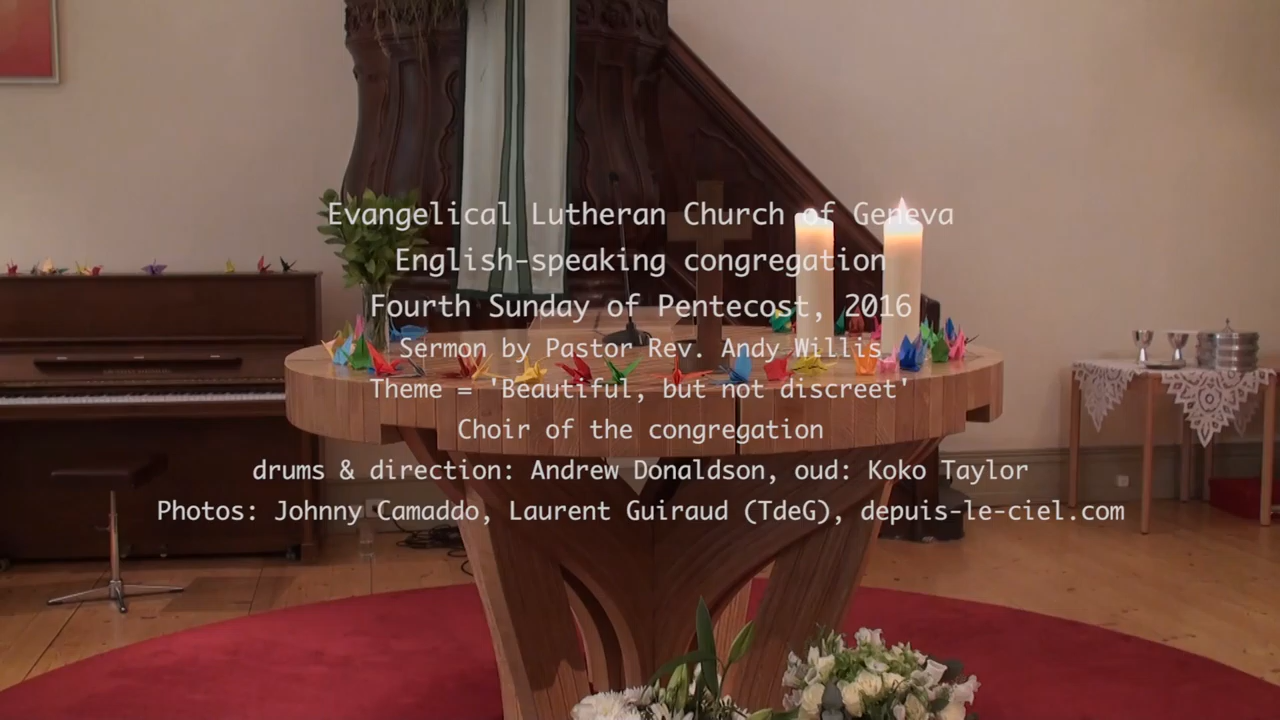 Evangelical Lutheran Church of Geneva
English-speaking congregation
Fourth Sunday of Pentecost, 2016
Sermon by Pastor Rev. Andy Willis
Theme = 'Beautiful, but not discreet'
Choir of the congregation
drums & direction: Andrew Donaldson, oud: Koko Taylor
Photos: Johnny Camaddo, Laurent Guiraud (TdeG), depuis-le-ciel.com